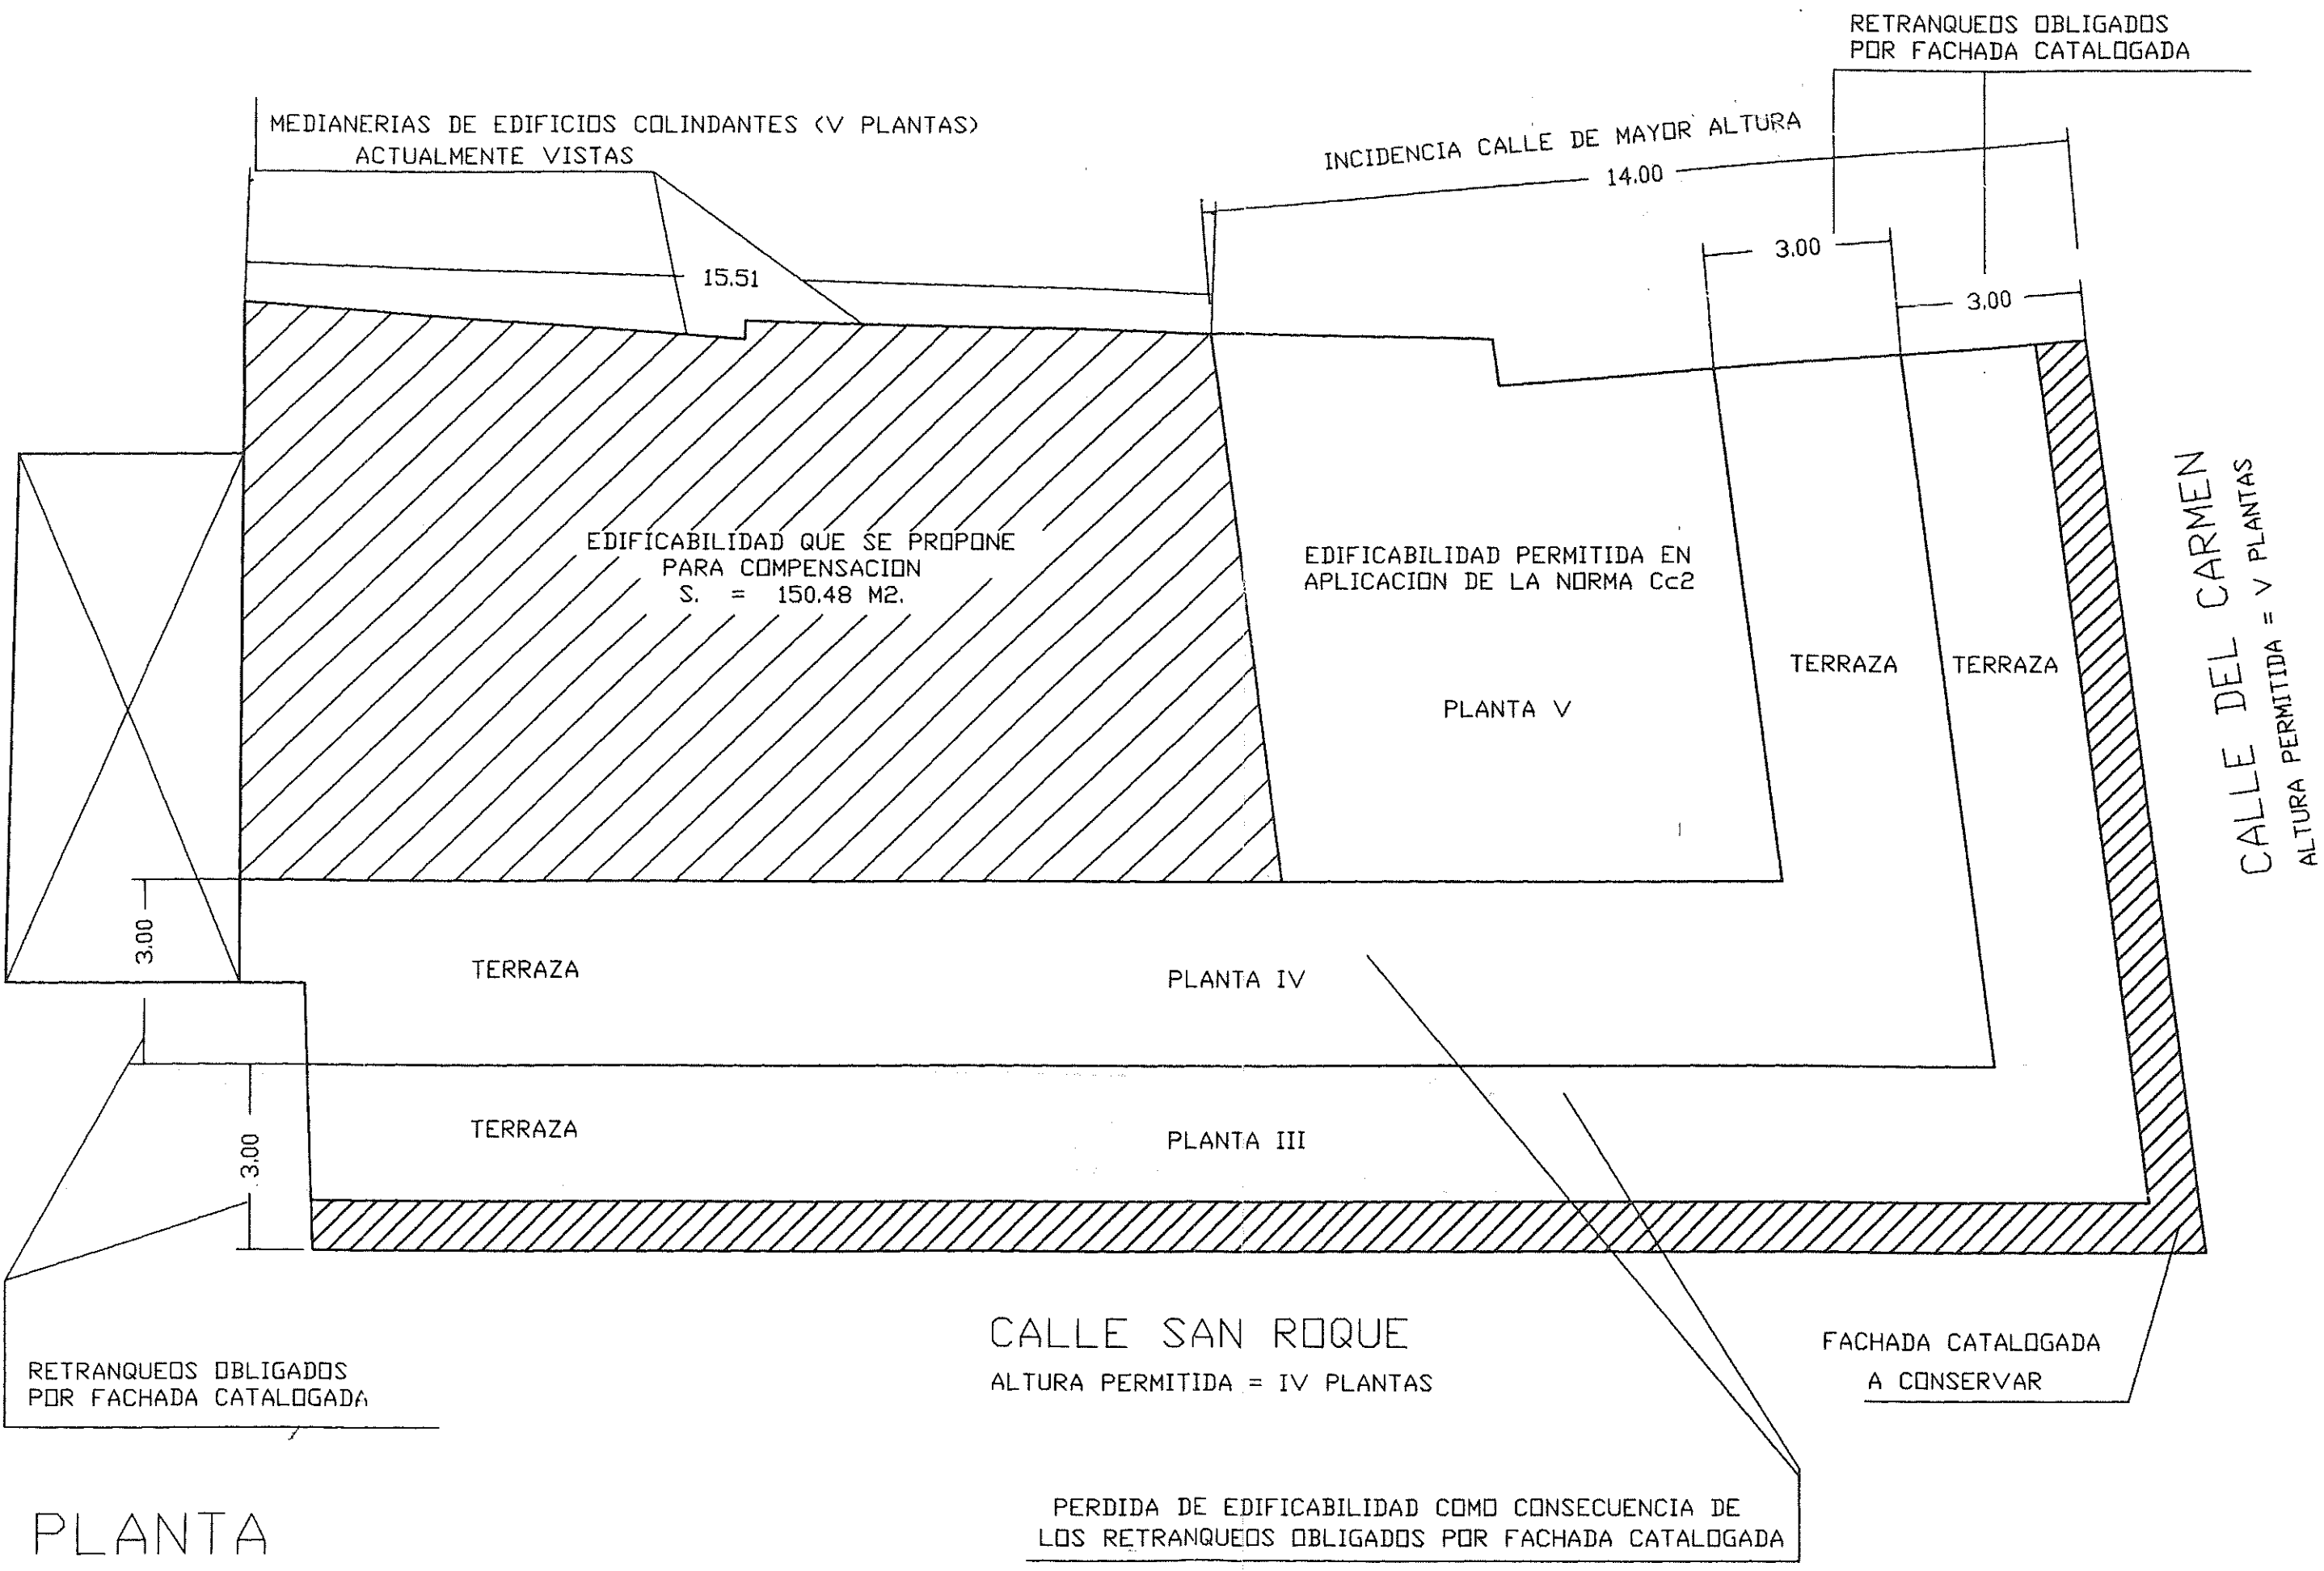 RETRANQUEOS OBLIGADOS
POR FACHADA CATALOGADA
MEDIANERIAS DE EDIFICIOS COLINDANTES (V PLANTAS)
ACTUALMENTE VISTAS
INCIDENCIA CALLE DE MAYOR ALTURA
14.00
3.00
3.00
15.51
EDIFICABILIDAD QUE SE PROPONE
PARA COMPENSACION
S. = 150.48 M2.
EDIFICABILIDAD PERMITIDA EN
APLICACION DE LA NORMA Cc2
PLANTA V
TERRAZA
TERRAZA
CALLE DEL CARMEN
ALTURA PERMITIDA = V PLANTAS
3.00
TERRAZA
PLANTA IV
3.00
TERRAZA
PLANTA III
RETRANQUEOS OBLIGADOS
POR FACHADA CATALOGADA
CALLE SAN ROQUE
ALTURA PERMITIDA = IV PLANTAS
FACHADA CATALOGADA
A CONSERVAR
PERDIDA DE EDIFICABILIDAD COMO CONSECUENCIA DE
LOS RETRANQUEOS OBLIGADOS POR FACHADA CATALOGADA
PLANTA